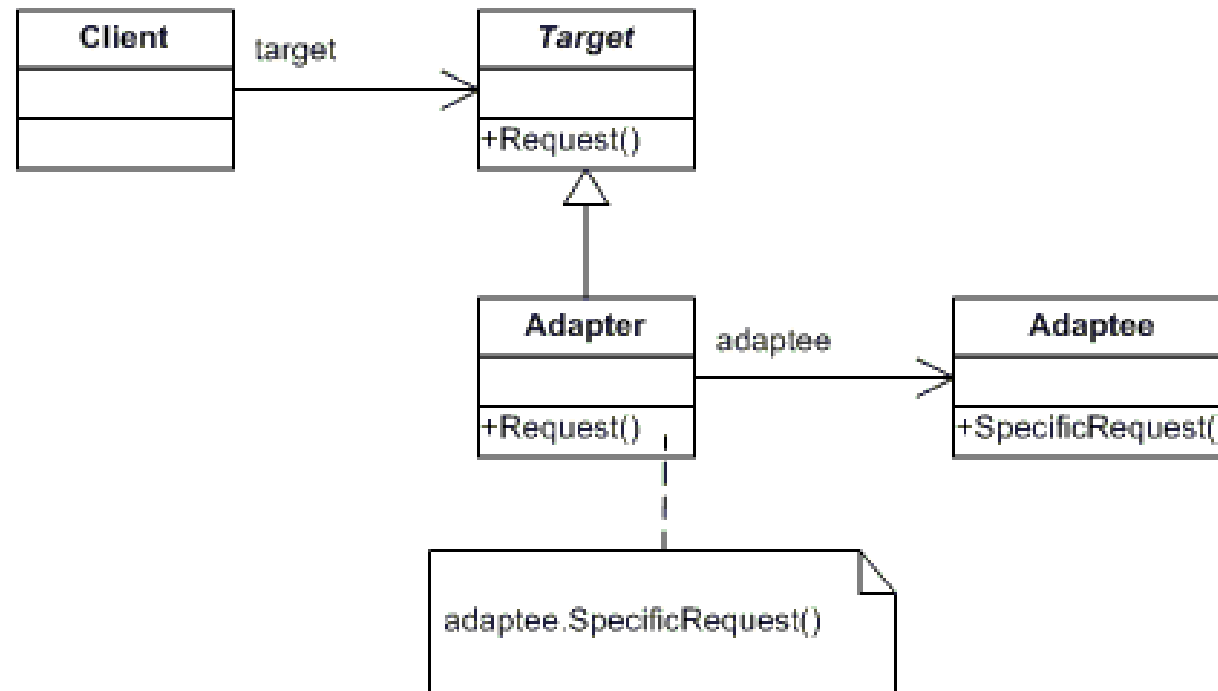 Client
target
Target
+Request()
Adapter
adaptee
Adaptee
+Request()
+SpecificRequest(
adaptee.SpecificRequest()